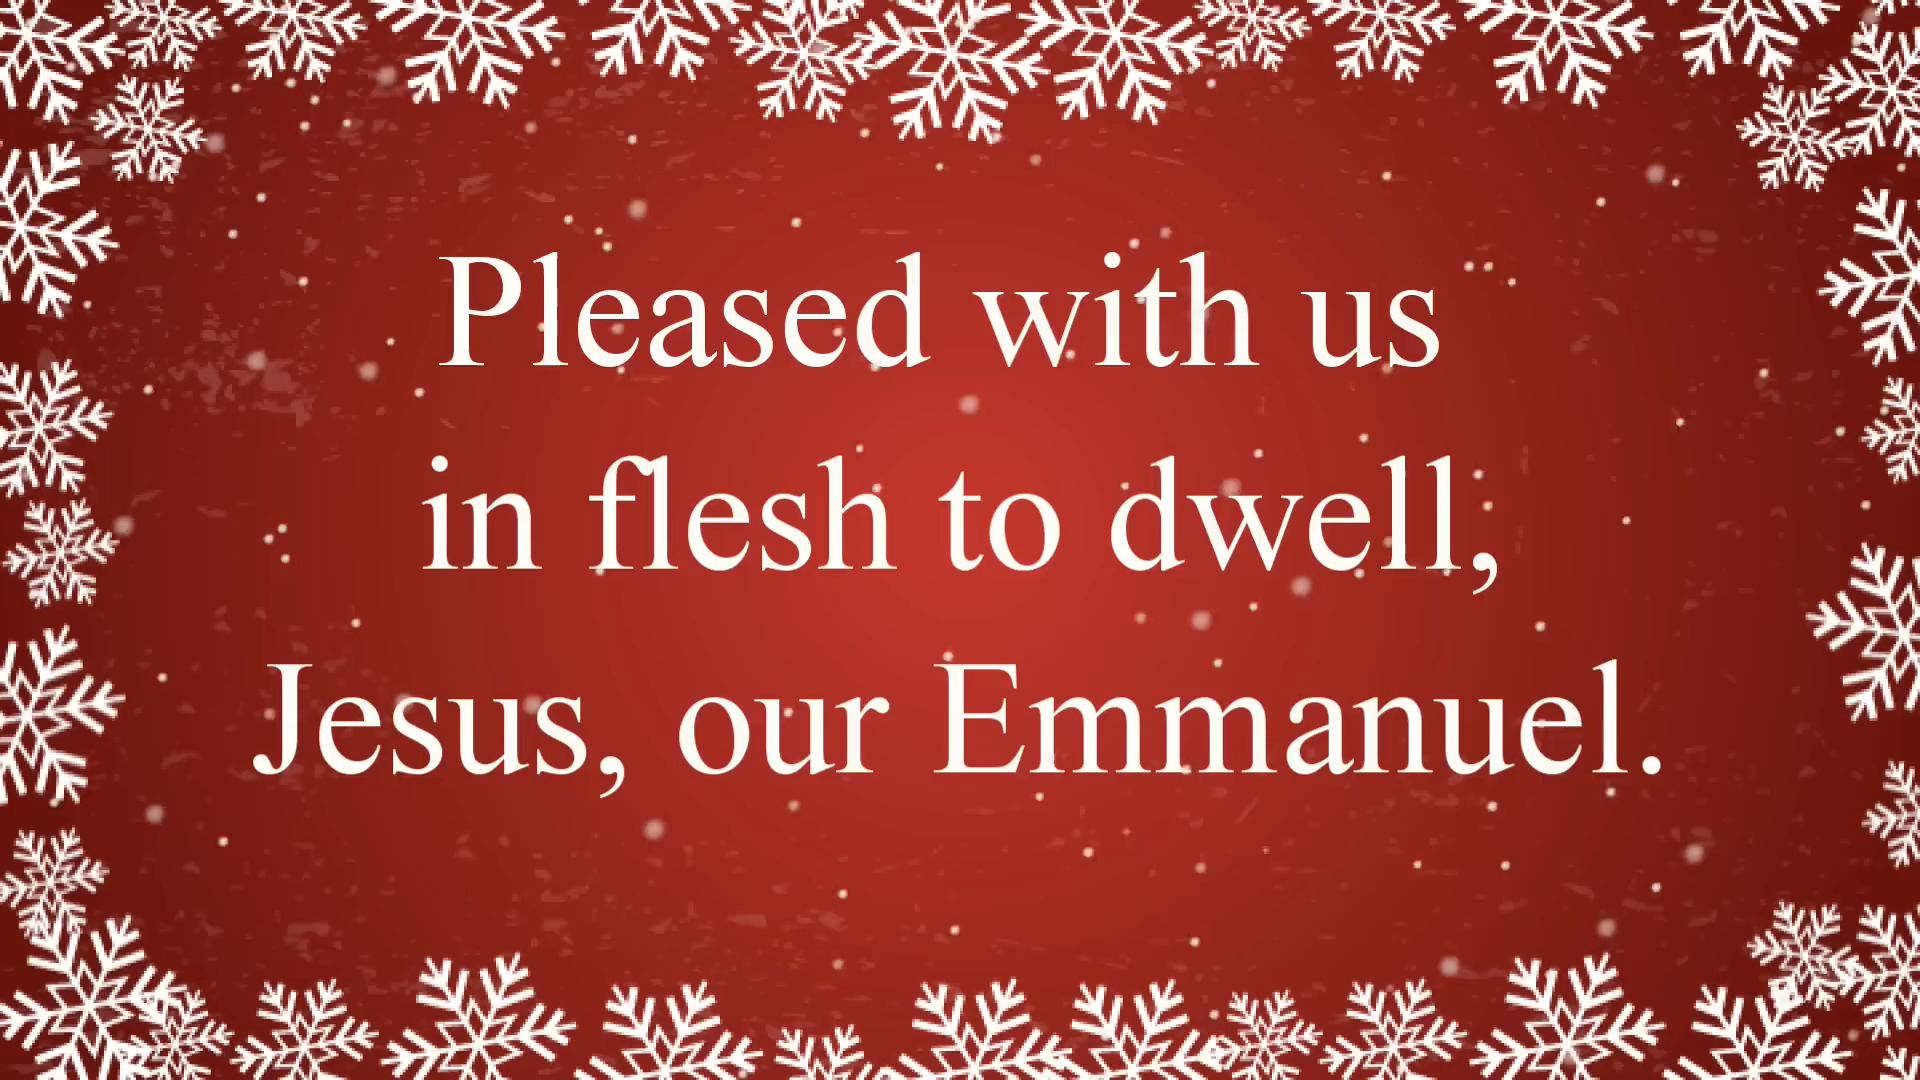 Pleased with us
in flesh to dwell,
Jesus, our Emmanuel.